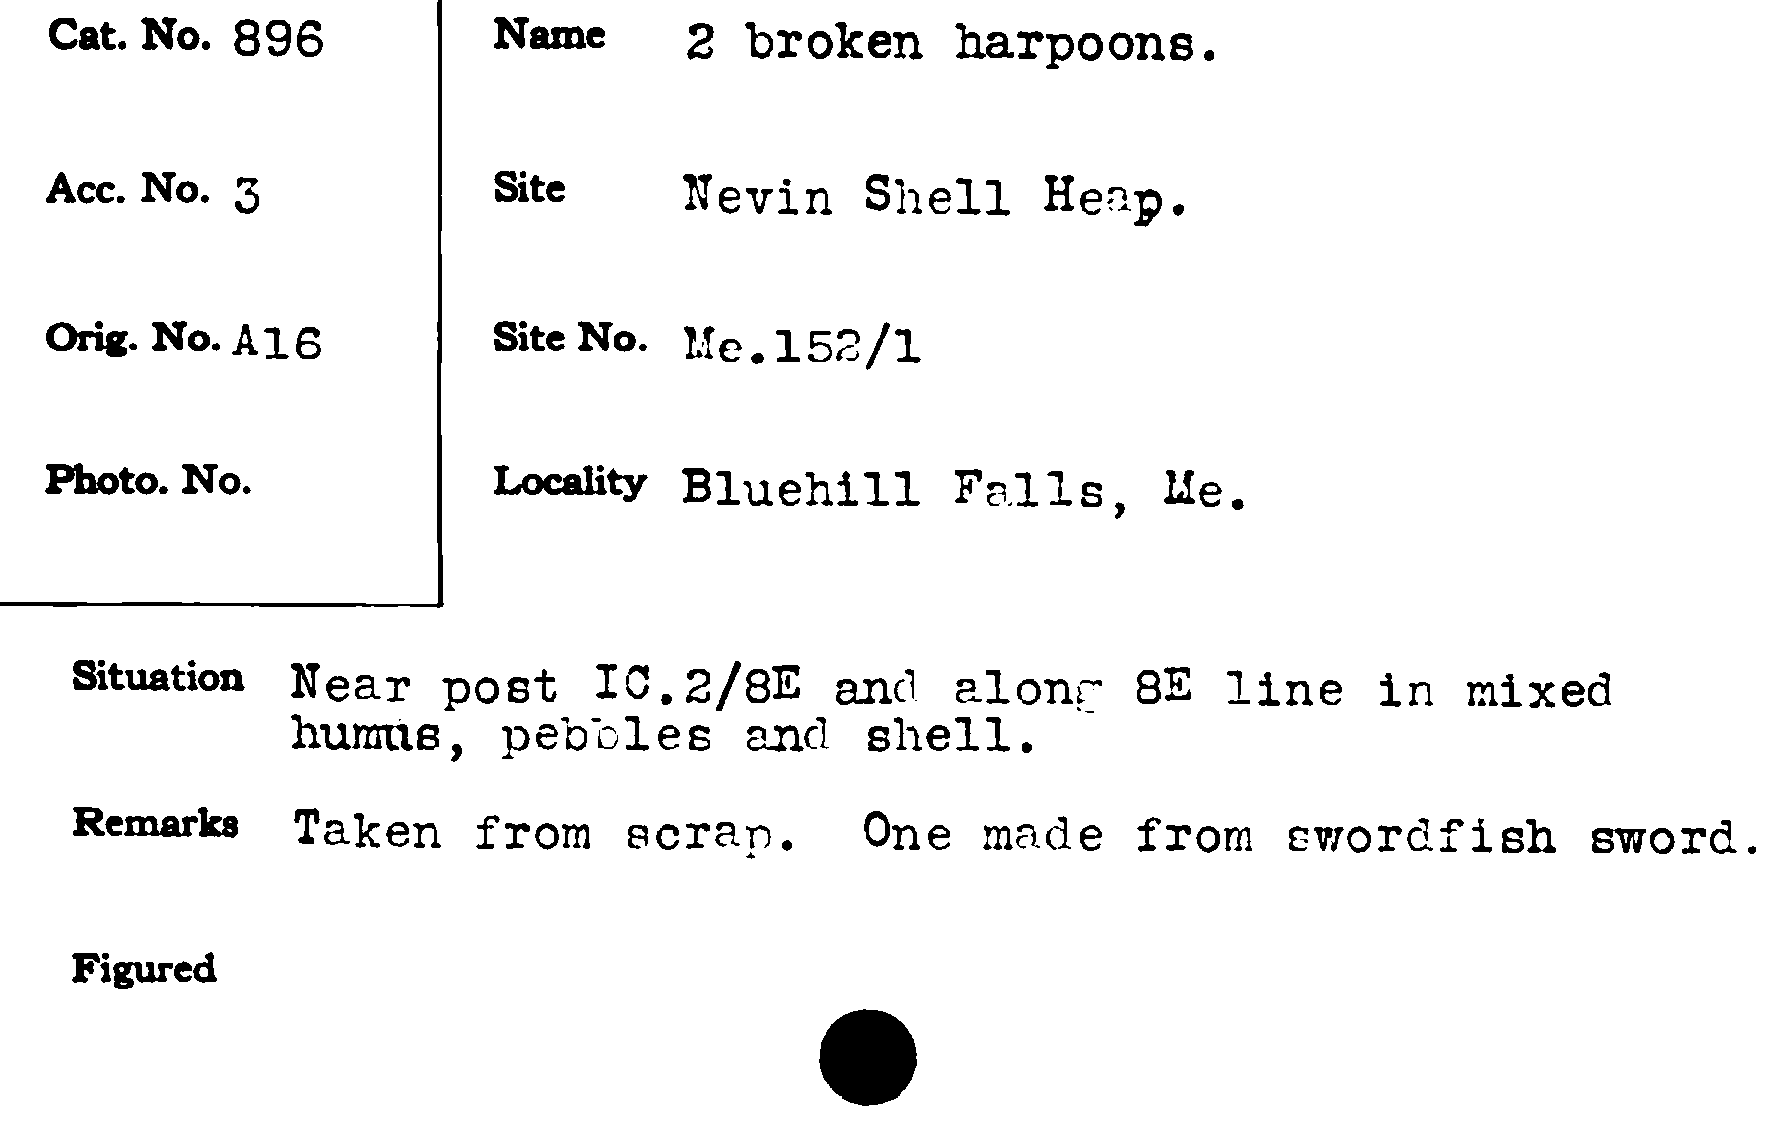 Cat. No. 896
Name 2 broken harpoons.
Acc. No. 3
Site Nevin Shell Heap.
Orig. No. A16
Site No. Me.152/1
Photo. No.
Locality Bluehill Falls, Me.
Situation Near post IC.2/8E and along 8E line in mixed
humus, pebbles and shell.
Remarks Taken from scrap. One made from swordfish sword.
Figured